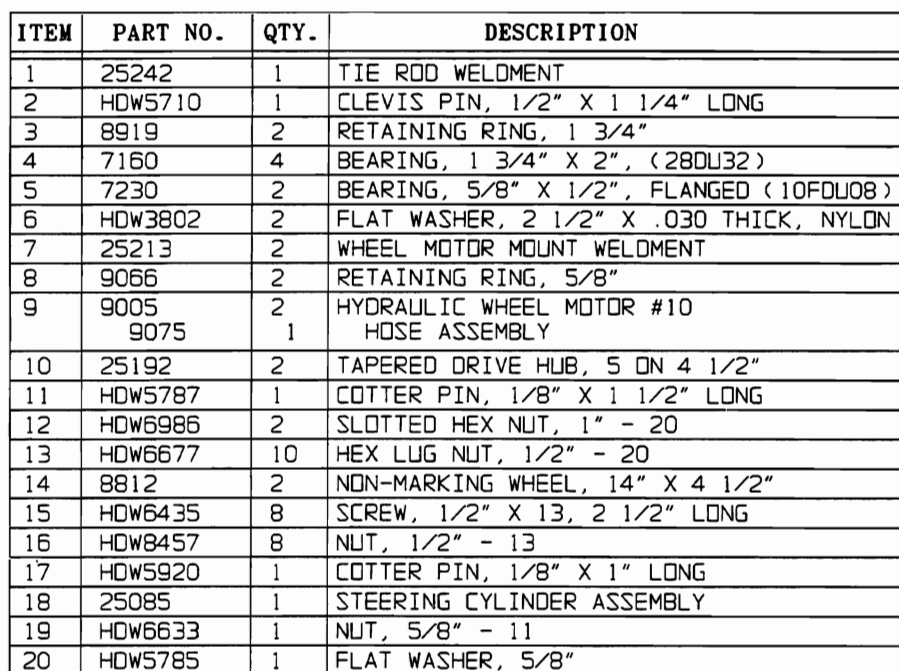 ITEM PART NO. QTY. DESCRIPTION
1 25242 1 TIE ROD WELDMENT
2 HDW5710 1 CLEVIS PIN, 1/2" X 1 1/4" LONG
3 8919 2 RETAINING RING, 1 3/4"
4 7160 4 BEARING, 1 3/4" X 2", (28DU32)
5 7230 2 BEARING, 5/8" X 1/2", FLANGED (10FDU08)
6 HDW3802 2 FLAT WASHER, 2 1/2" X .030 THICK, NYLON
7 25213 2 WHEEL MOTOR MOUNT WELDMENT
8 9066 2 RETAINING RING, 5/8"
9 9005 2 HYDRAULIC WHEEL MOTOR #10
9075 1 HOSE ASSEMBLY
10 25192 2 TAPERED DRIVE HUB, 5 ON 4 1/2"
11 HDW5787 1 COTTER PIN, 1/8" X 1 1/2" LONG
12 HDW6986 2 SLOTTED HEX NUT, 1" - 20
13 HDW6677 10 HEX LUG NUT, 1/2" - 20
14 8812 2 NON-MARKING WHEEL, 14" X 4 1/2"
15 HDW6435 8 SCREW, 1/2" X 13, 2 1/2" LONG
16 HDW8457 8 NUT, 1/2" - 13
17 HDW5920 1 COTTER PIN, 1/8" X 1" LONG
18 25085 1 STEERING CYLINDER ASSEMBLY
19 HDW6633 1 NUT, 5/8" - 11
20 HDW5785 1 FLAT WASHER, 5/8"